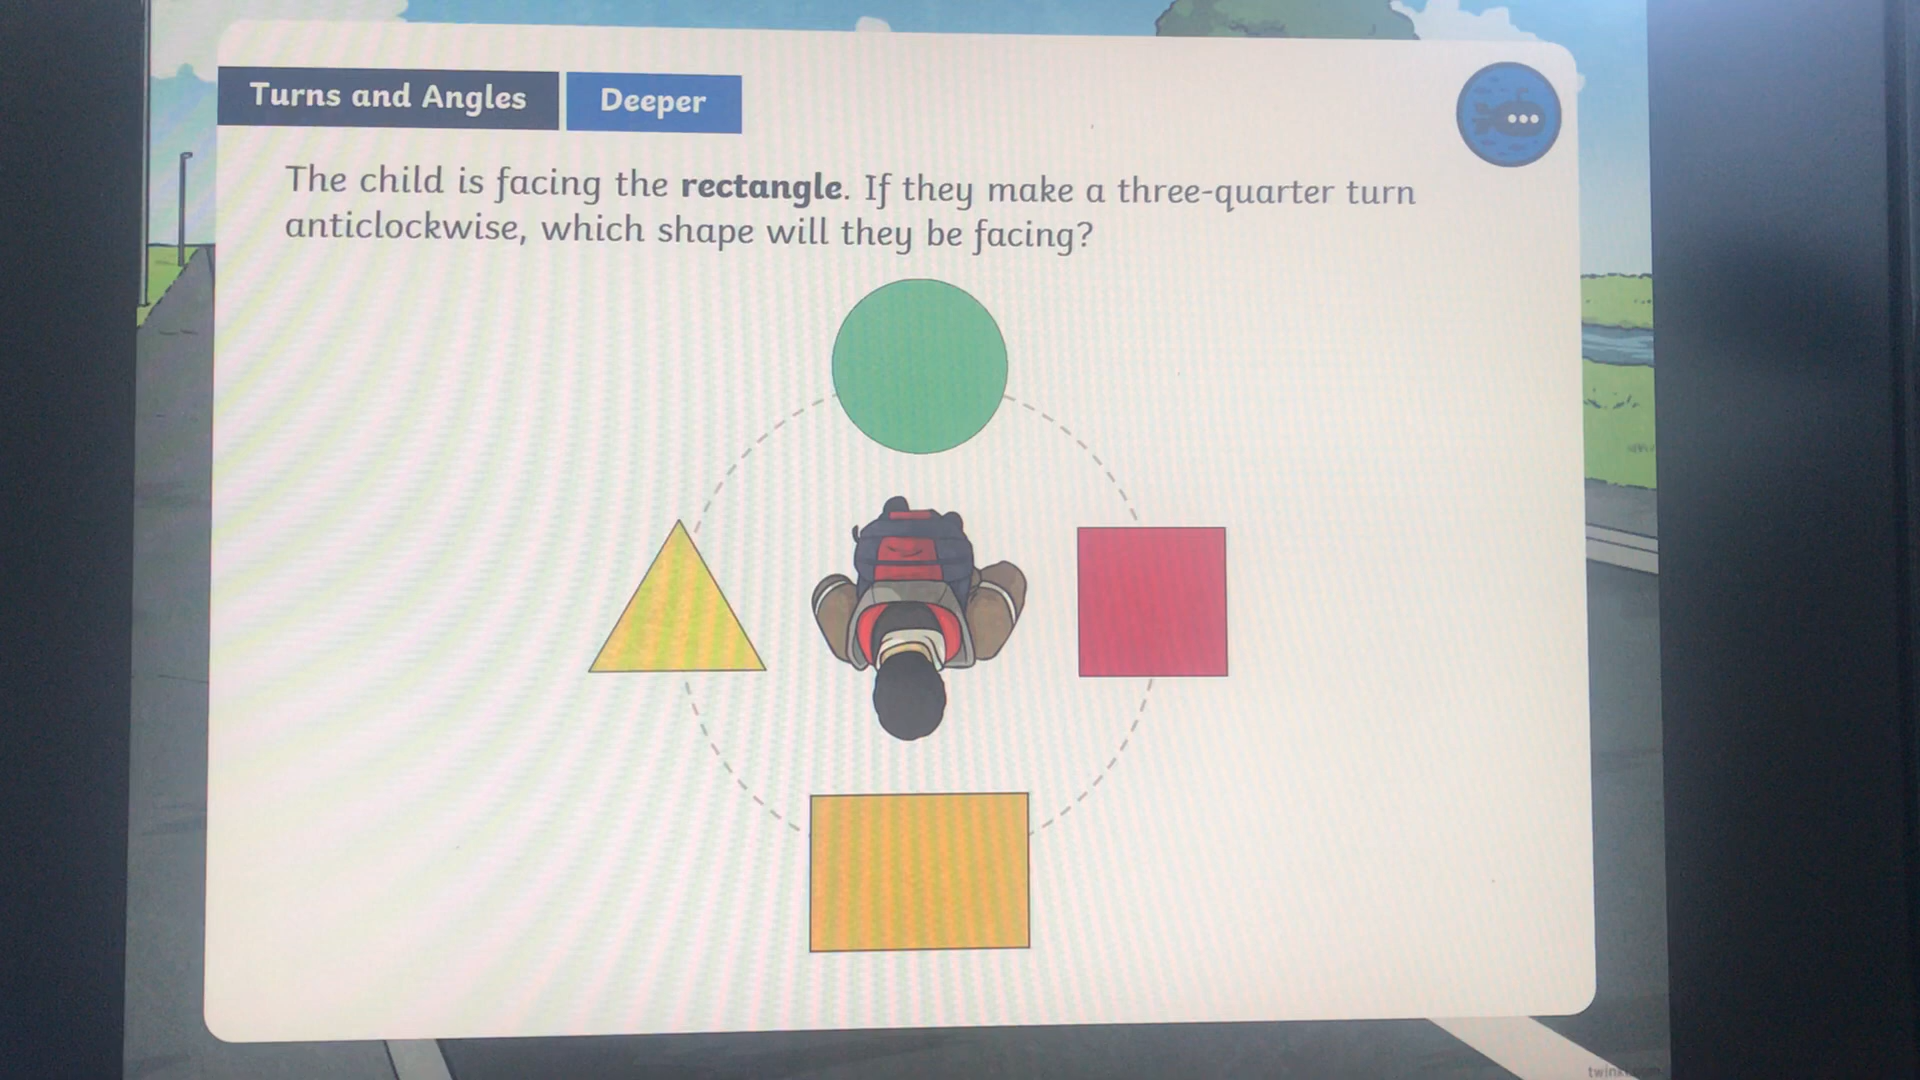 Turns and Angles
Deeper
The child is facing the rectangle. If they make a three-quarter turn
anticlockwise, which shape will they be facing?